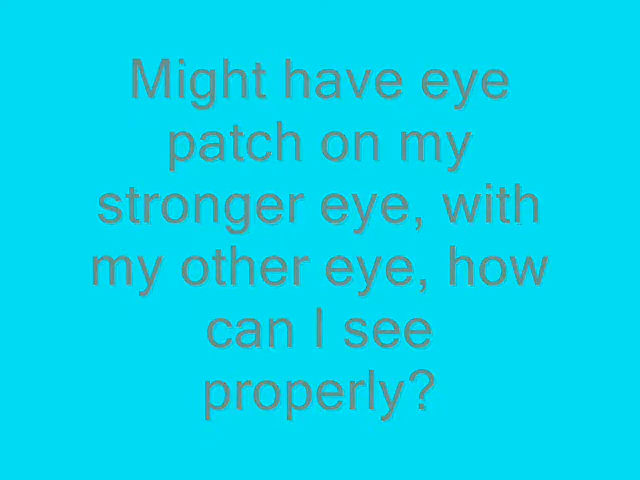 Might have eye
patch on my
stronger eye, with
my other eye, how
can I see
properly?